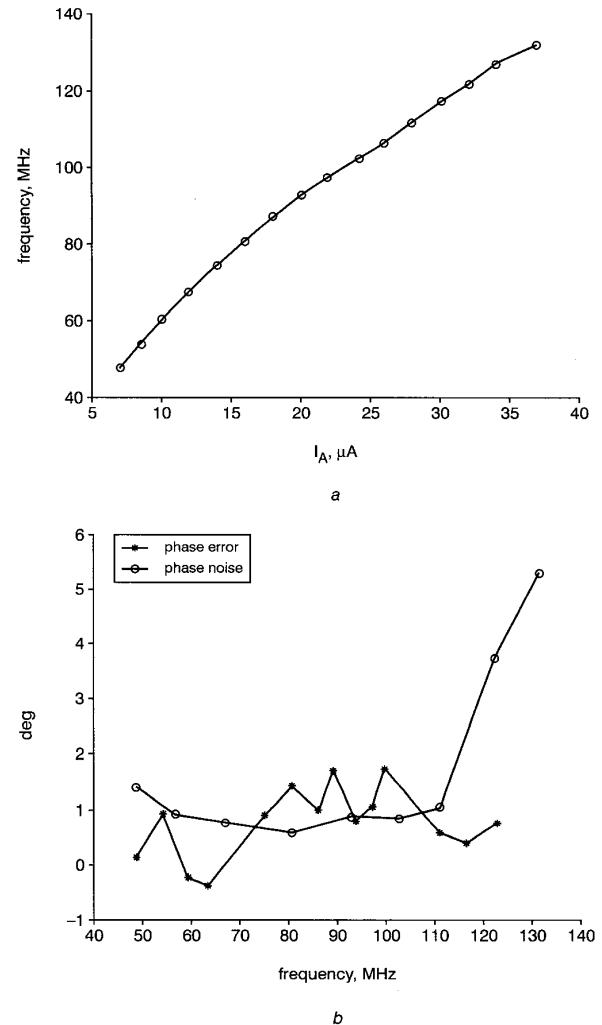 140
120
100
80
60
40
frequency, MHz
5 10 15 20 25 30 35 40
I_A, μA
a
6
5
4
3
2
1
0
–1
deg
phase error
phase noise
40 50 60 70 80 90 100 110 120 130 140
frequency, MHz
b